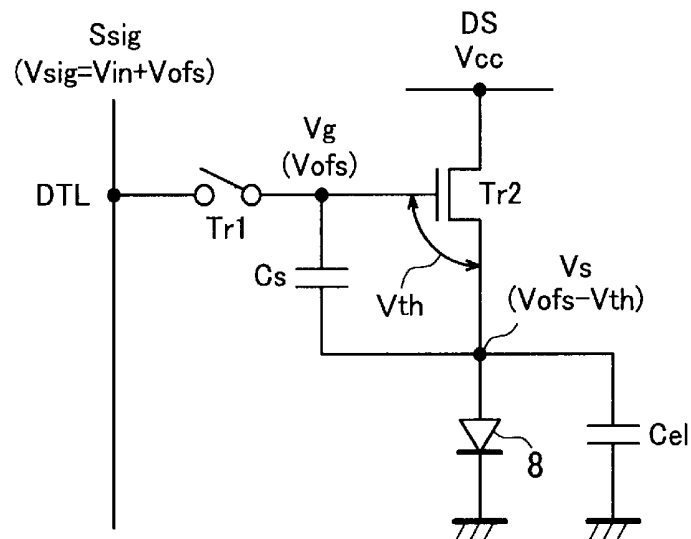 Ssig
(Vsig=Vin+Vofs)
DS
Vcc
Vg
(Vofs)
DTL
Tr1
Tr2
Cs
Vth
Vs
(Vofs-Vth)
8
Cel